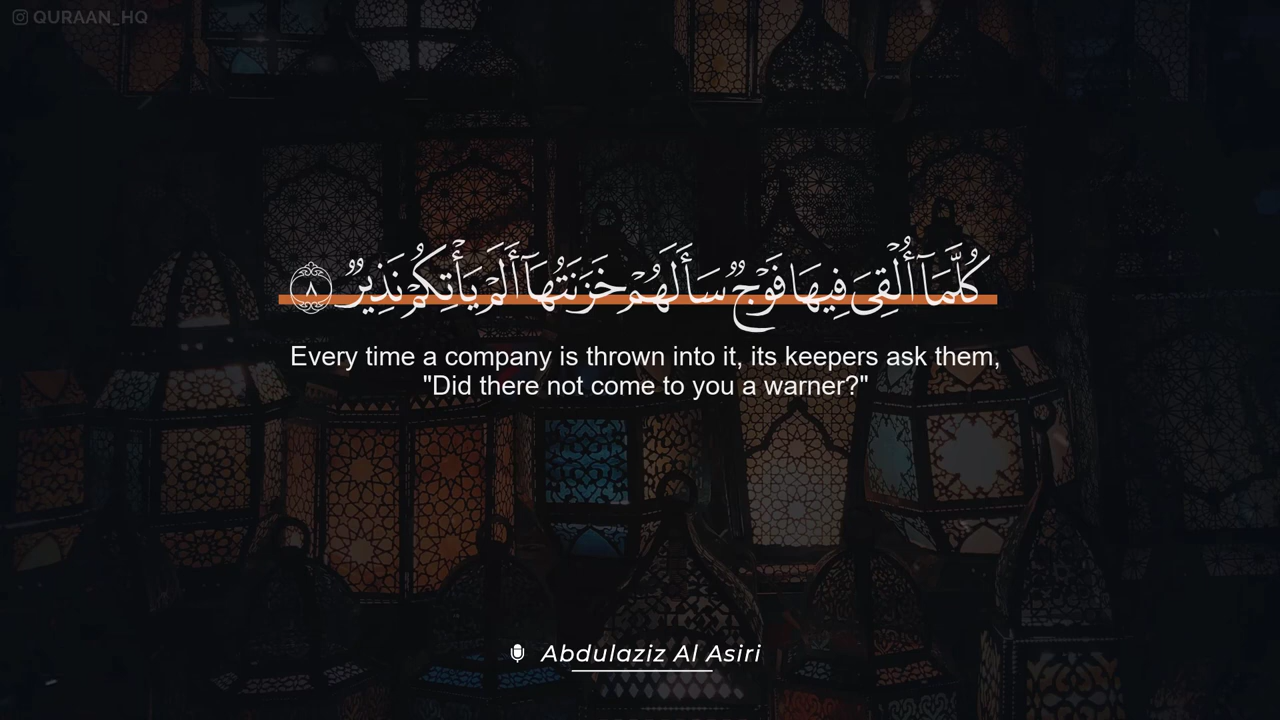 QURAAN_HQ
كُلَّمَآ أُلْقِىَ فِيهَا فَوْجٌ سَأَلَهُمْ خَزَنَتُهَآ أَلَمْ يَأْتِكُمْ نَذِيرٌ ٨
Every time a company is thrown into it, its keepers ask them,
"Did there not come to you a warner?"
Abdulaziz Al Asiri